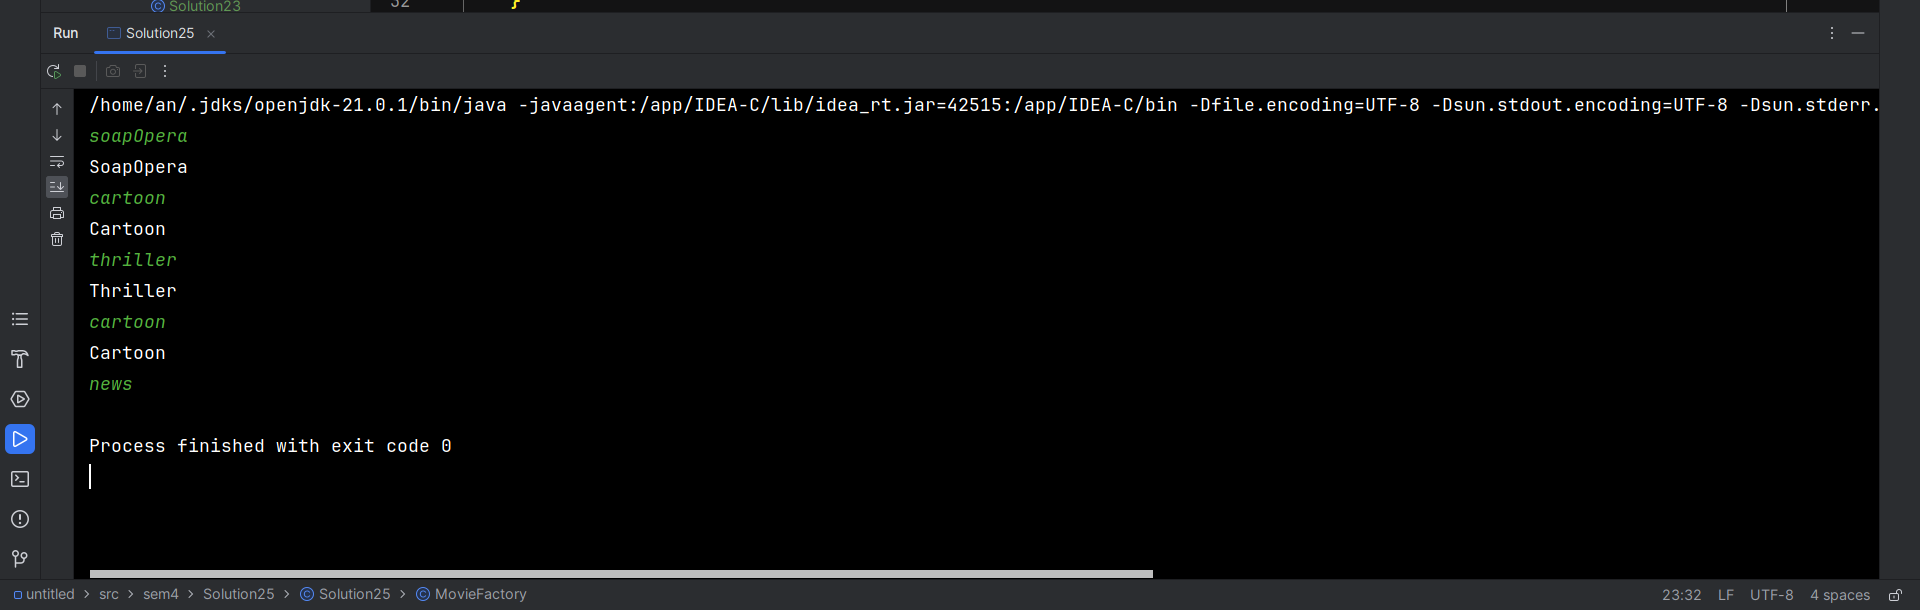 Solution23
32 }
Run Solution25
/home/an/.jdks/openjdk-21.0.1/bin/java -javaagent:/app/IDEA-C/lib/idea_rt.jar=42515:/app/IDEA-C/bin -Dfile.encoding=UTF-8 -Dsun.stdout.encoding=UTF-8 -Dsun.stderr.
soapOpera
SoapOpera
cartoon
Cartoon
thriller
Thriller
cartoon
Cartoon
news
Process finished with exit code 0
untitled > src > sem4 > Solution25 > Solution25 > MovieFactory 23:32 LF UTF-8 4 spaces